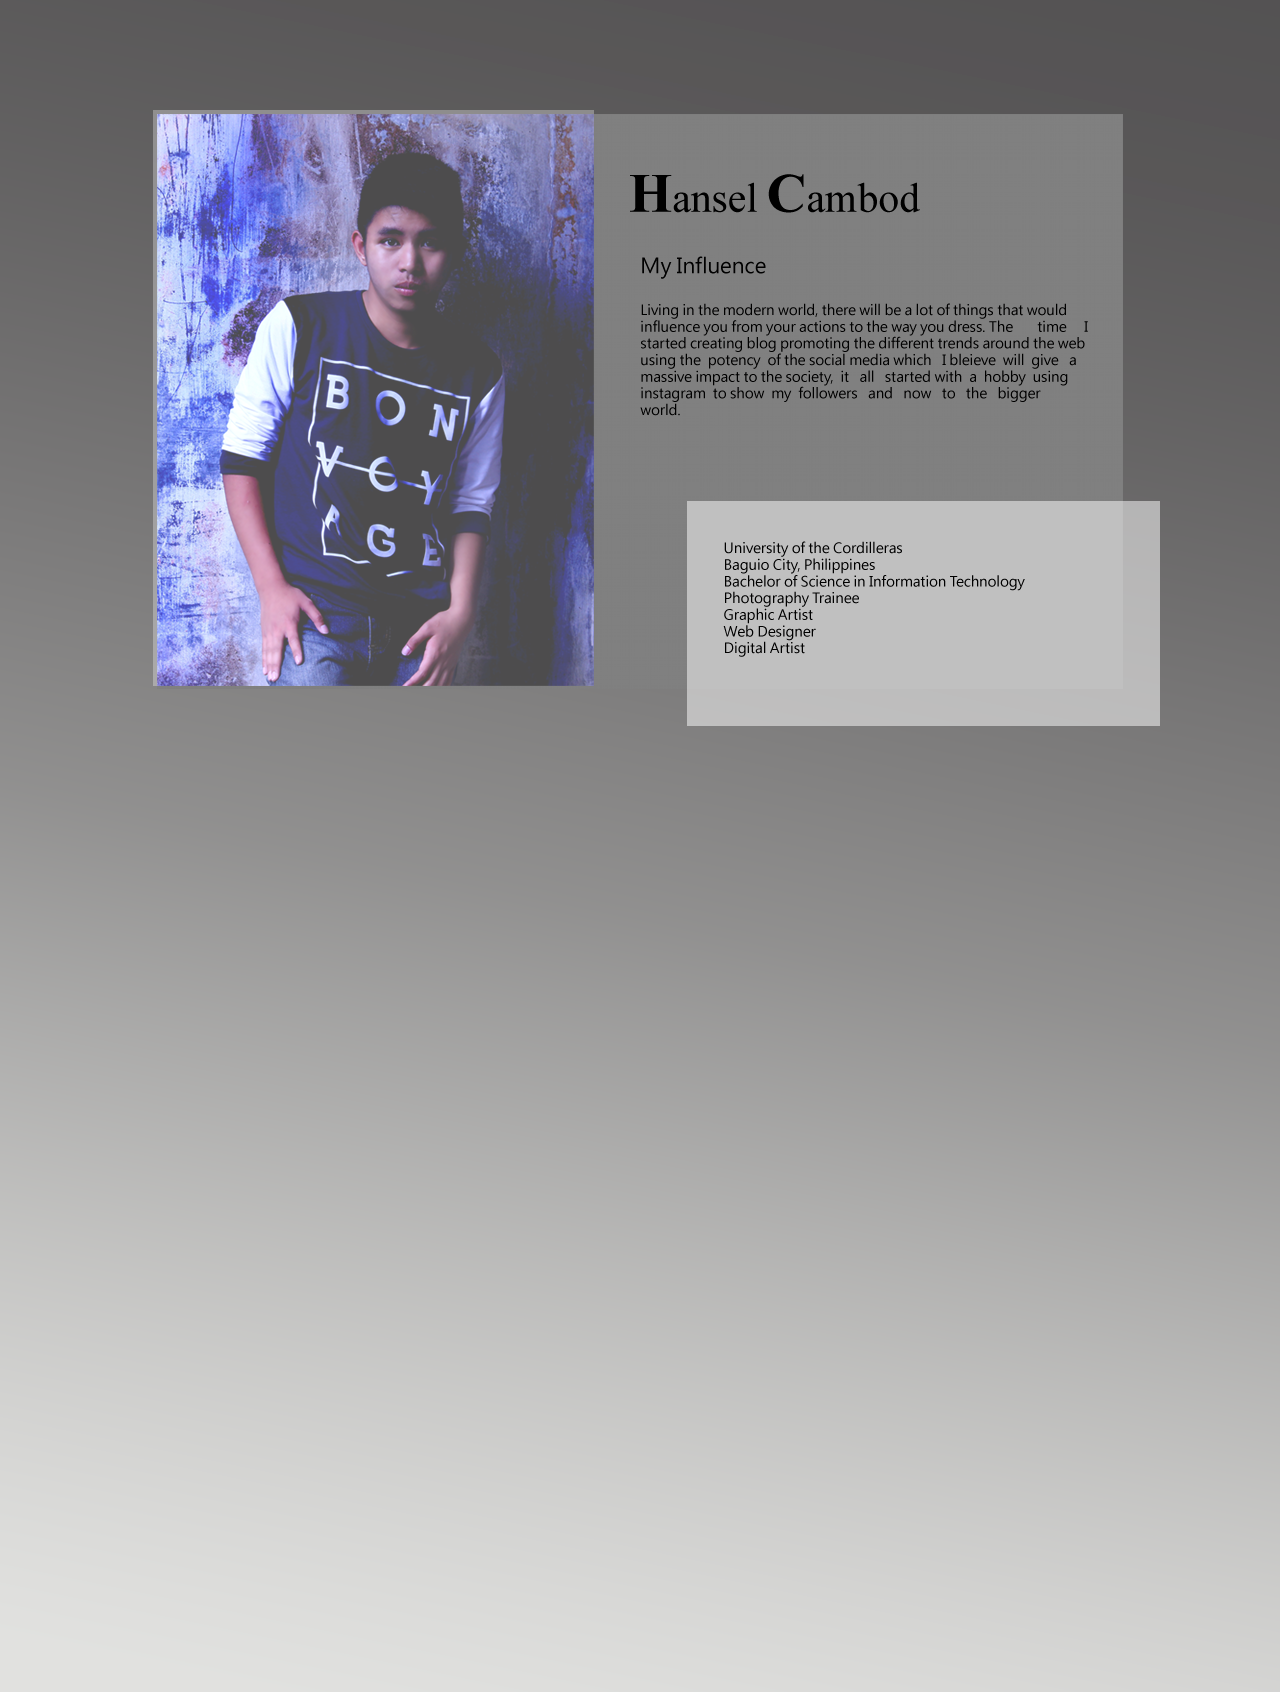 Hansel Cambod
My Influence
Living in the modern world, there will be a lot of things that would
influence you from your actions to the way you dress. The time I
started creating blog promoting the different trends around the web
using the potency of the social media which I bleieve will give a
massive impact to the society, it all started with a hobby using
instagram to show my followers and now to the bigger
world.
BON
VOY
AGE
University of the Cordilleras
Baguio City, Philippines
Bachelor of Science in Information Technology
Photography Trainee
Graphic Artist
Web Designer
Digital Artist